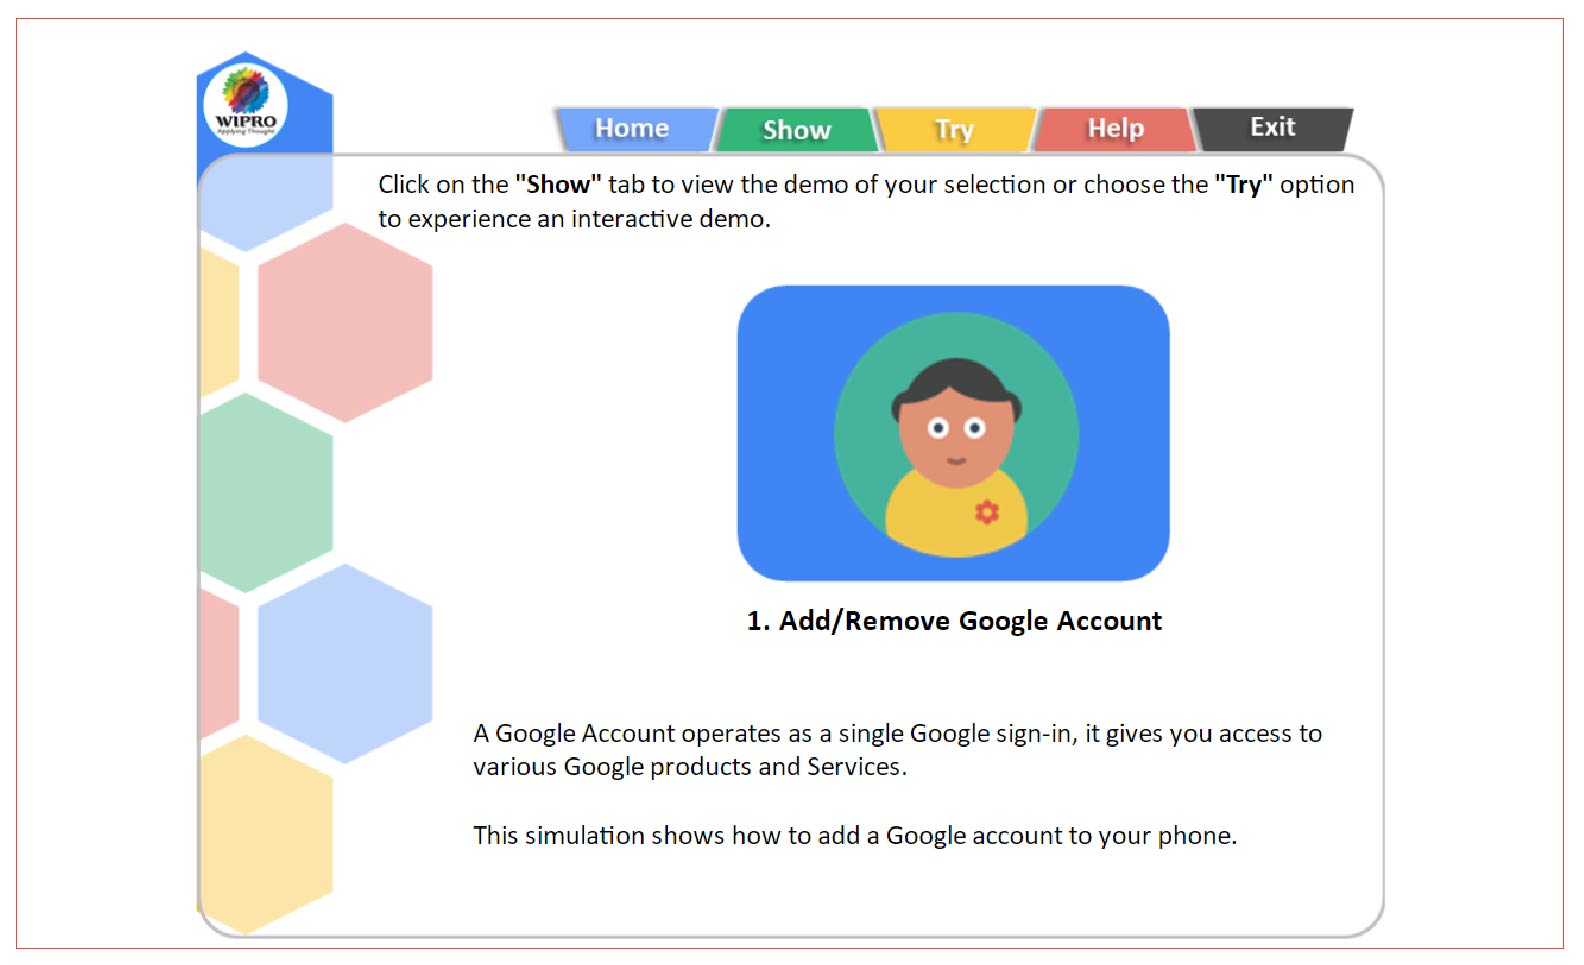 WIPRO
Applying Thought
Home
Show
Try
Help
Exit
Click on the "Show" tab to view the demo of your selection or choose the "Try" option
to experience an interactive demo.
1. Add/Remove Google Account
A Google Account operates as a single Google sign-in, it gives you access to
various Google products and Services.
This simulation shows how to add a Google account to your phone.